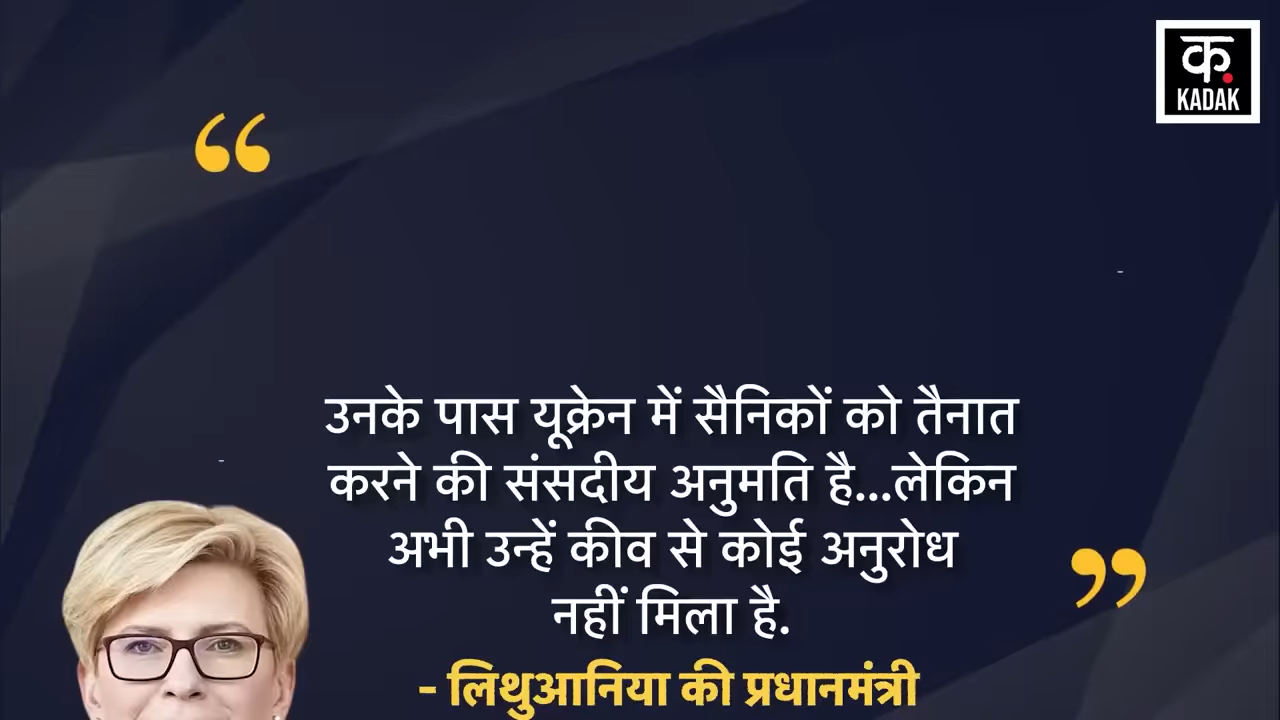 क.
KADAK
“
उनके पास यूक्रेन में सैनिकों को तैनात
करने की संसदीय अनुमति है...लेकिन
अभी उन्हें कीव से कोई अनुरोध
नहीं मिला है.
”
- लिथुआनिया की प्रधानमंत्री